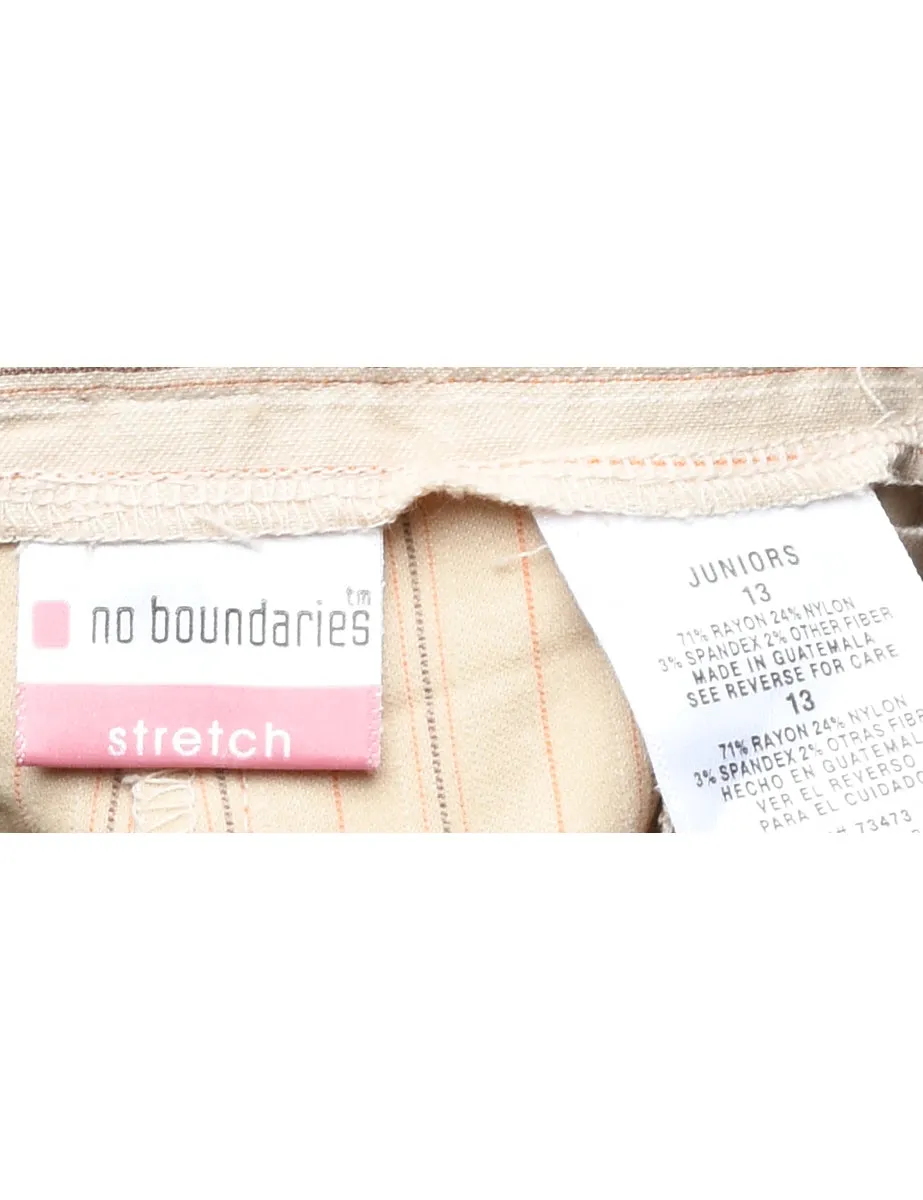 no boundaries tm
stretch
JUNIORS
13
71% RAYON 24% NYLON
3% SPANDEX 2% OTHER FIBER
MADE IN GUATEMALA
SEE REVERSE FOR CARE
13
71% RAYON 24% NYLON
3% SPANDEX 2% OTRAS FIB
HECHO EN GUATEMAL
VER EL REVERSO
PARA EL CUIDADO
# 73473